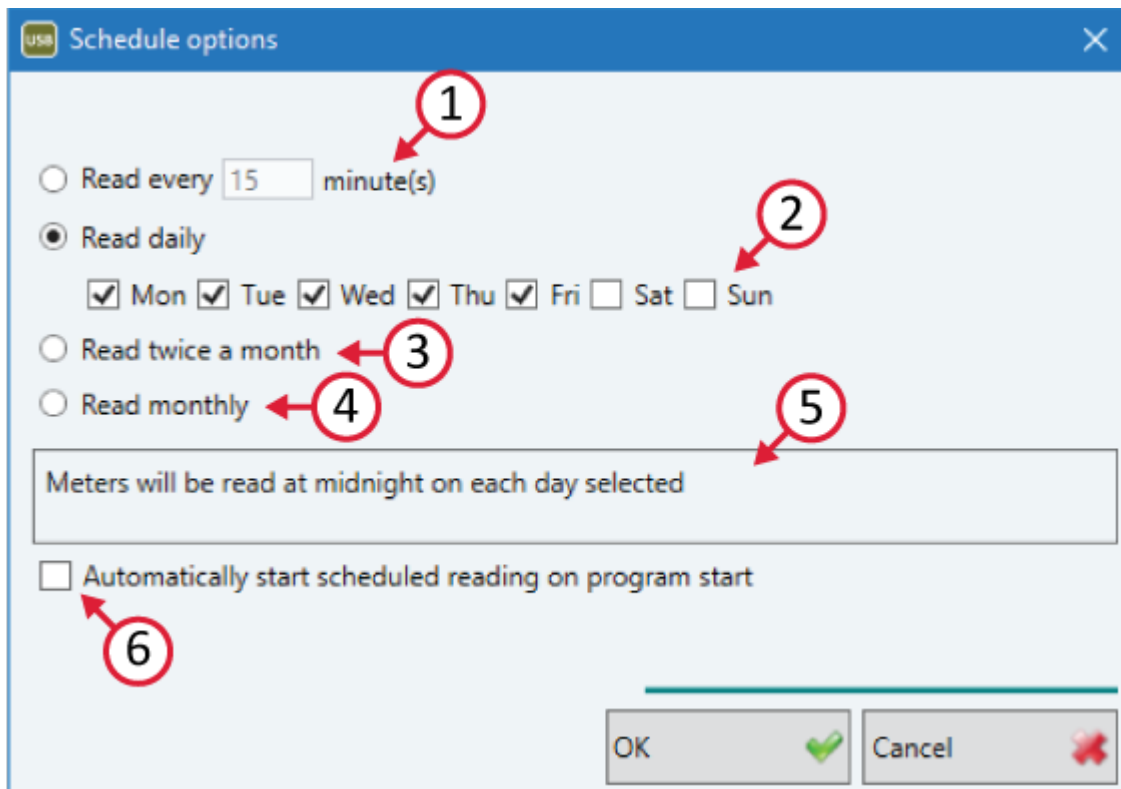 USB Schedule options
1
Read every 15 minute(s)
2
Read daily
Mon Tue Wed Thu Fri Sat Sun
Read twice a month 3
Read monthly 4
5
Meters will be read at midnight on each day selected
Automatically start scheduled reading on program start
6
OK Cancel